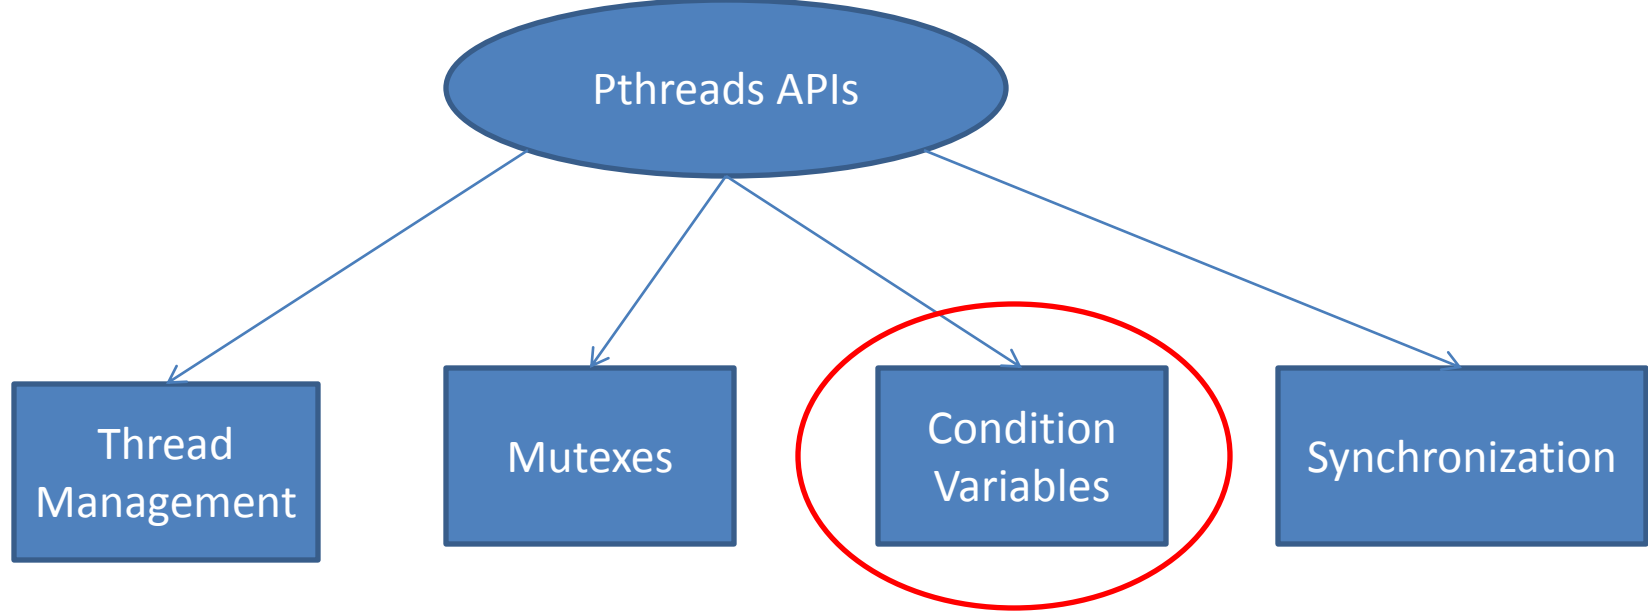 Pthreads APIs
Thread
Management
Mutexes
Condition
Variables
Synchronization